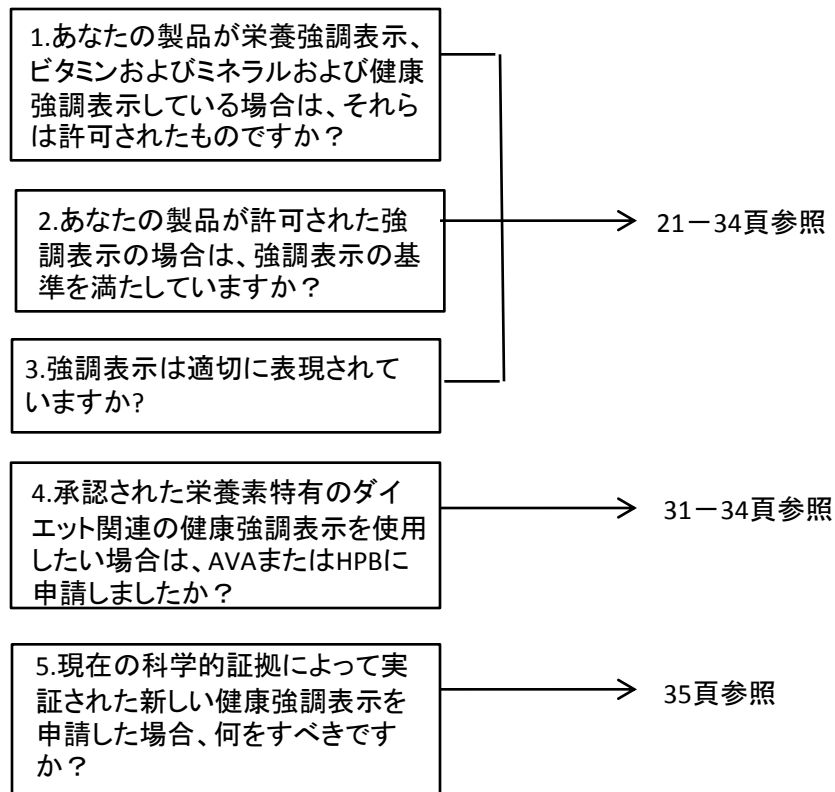 1.あなたの製品が栄養強調表示、
ビタミンおよびミネラルおよび健康
強調表示している場合は、それら
は許可されたものですか？
2.あなたの製品が許可された強
調表示の場合は、強調表示の基
準を満たしていますか？
21－34頁参照
3.強調表示は適切に表現されて
いますか?
4.承認された栄養素特有のダイ
エット関連の健康強調表示を使用
したい場合は、AVAまたはHPBに
申請しましたか？
31－34頁参照
5.現在の科学的証拠によって実
証された新しい健康強調表示を
申請した場合、何をすべきです
か？
35頁参照